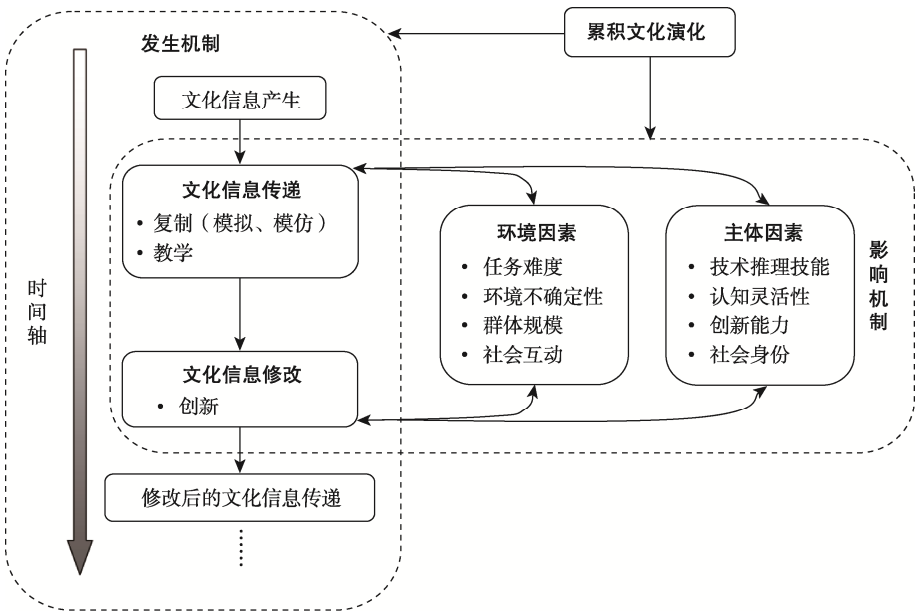 累积文化演化
发生机制
文化信息产生
文化信息传递
• 复制（模拟、模仿）
• 教学
文化信息修改
• 创新
修改后的文化信息传递
……
时间轴
环境因素
• 任务难度
• 环境不确定性
• 群体规模
• 社会互动
主体因素
• 技术推理技能
• 认知灵活性
• 创新能力
• 社会身份
影响机制